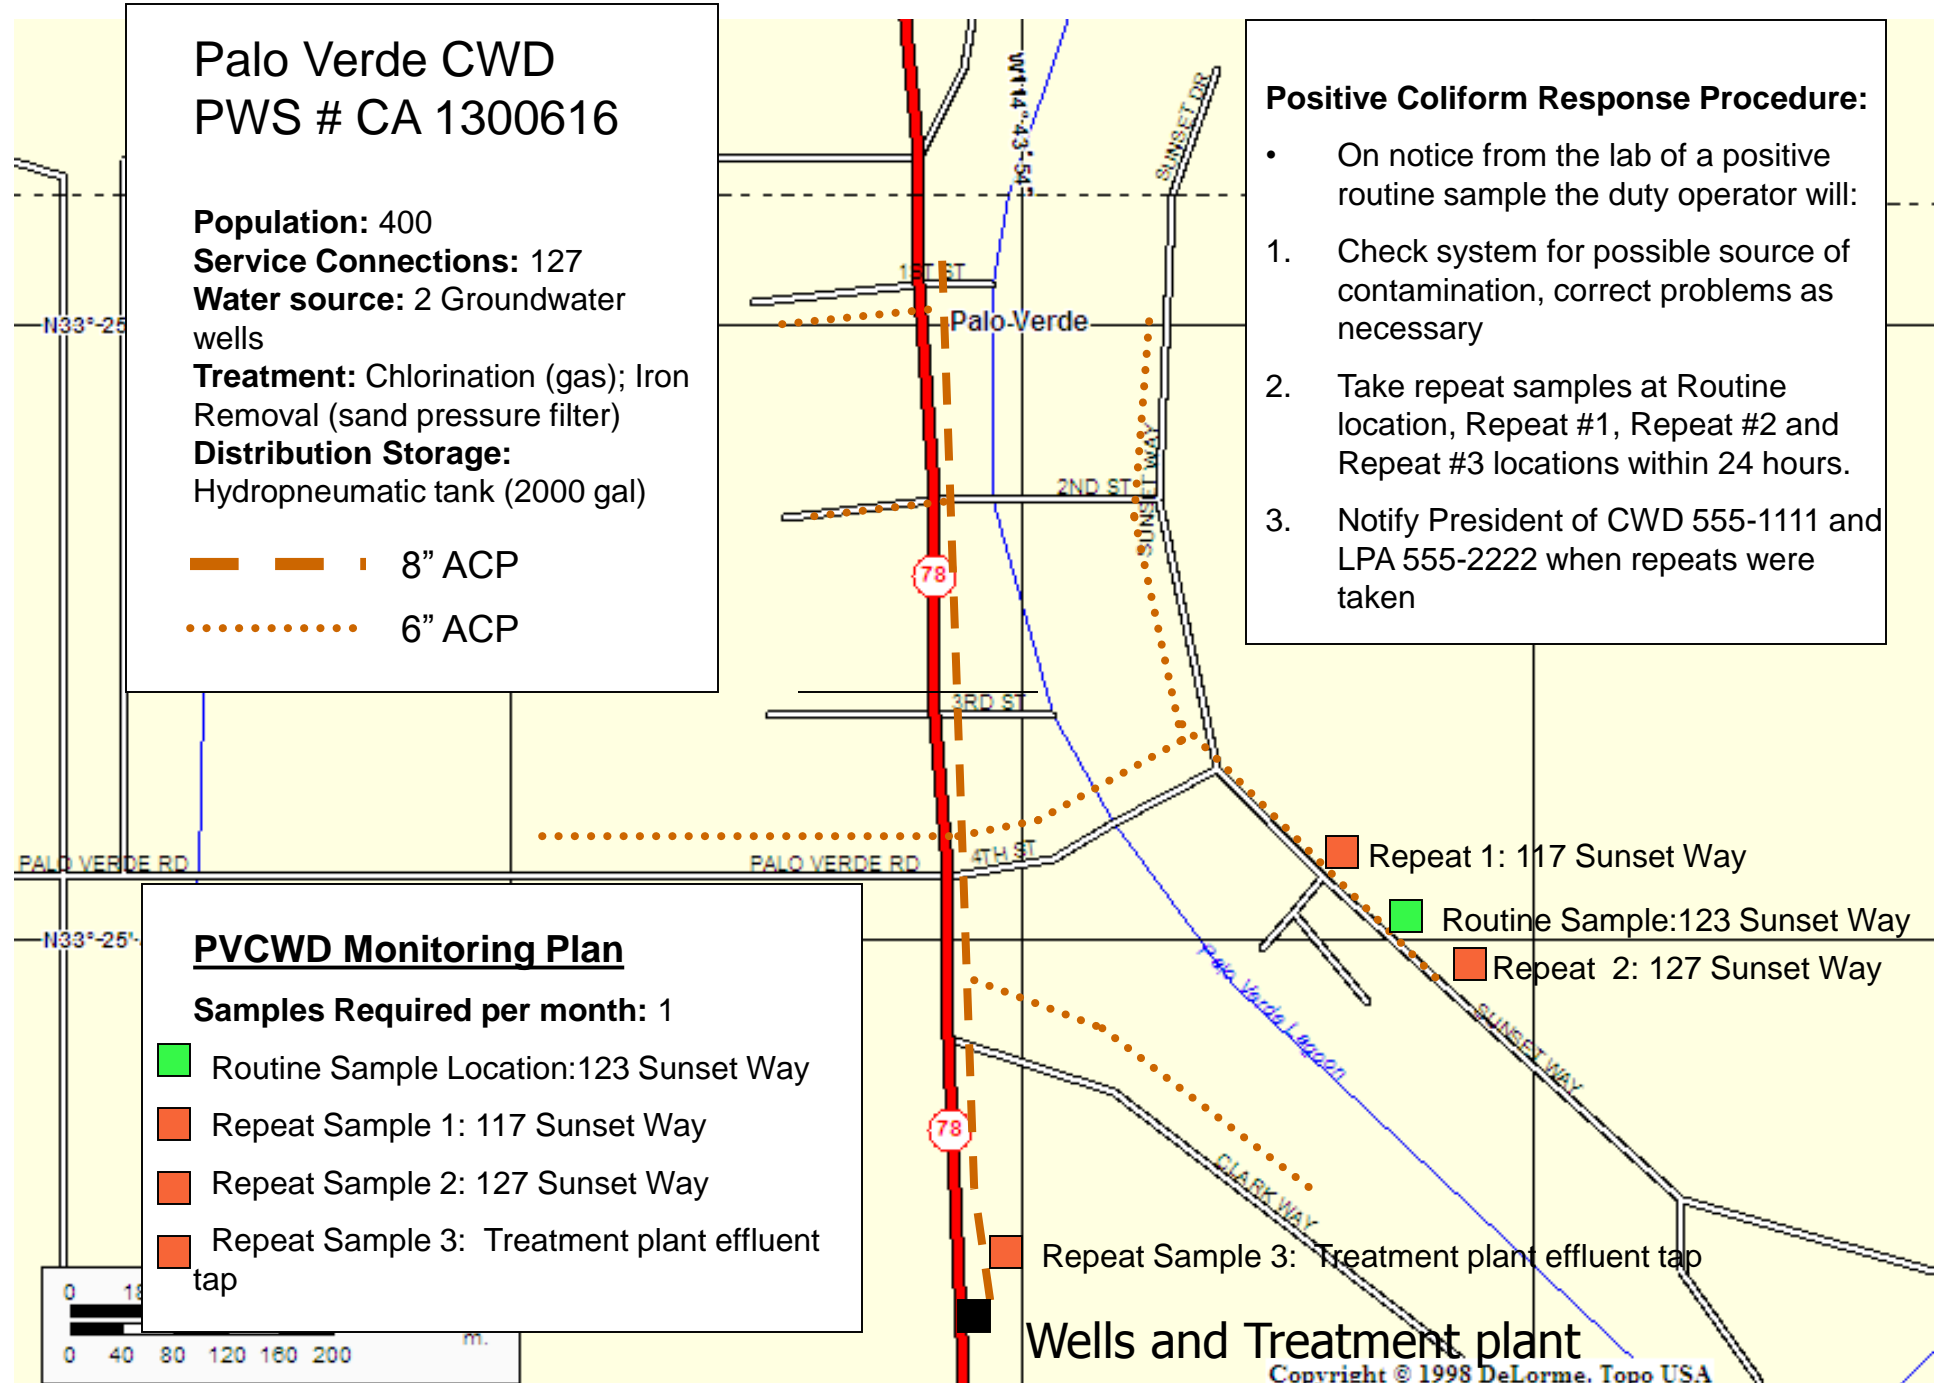 Palo Verde CWD
PWS # CA 1300616
Population: 400
Service Connections: 127
Water source: 2 Groundwater
wells
Treatment: Chlorination (gas); Iron
Removal (sand pressure filter)
Distribution Storage:
Hydropneumatic tank (2000 gal)
8” ACP
6” ACP
Positive Coliform Response Procedure:
• On notice from the lab of a positive
routine sample the duty operator will:
1. Check system for possible source of
contamination, correct problems as
necessary
2. Take repeat samples at Routine
location, Repeat #1, Repeat #2 and
Repeat #3 locations within 24 hours.
3. Notify President of CWD 555-1111 and
LPA 555-2222 when repeats were
taken
W114°-43'-54"
SUNSET DR
1ST ST
N33°-25
Palo Verde
SUNSET WAY
2ND ST
78
3RD ST
4TH ST
PALO VERDE RD
PALO VERDE RD
Repeat 1: 117 Sunset Way
Routine Sample:123 Sunset Way
Repeat 2: 127 Sunset Way
N33°-25'
Palo Verde Lagoon
SUNSET WAY
78
CLARK WAY
PVCWD Monitoring Plan
Samples Required per month: 1
Routine Sample Location:123 Sunset Way
Repeat Sample 1: 117 Sunset Way
Repeat Sample 2: 127 Sunset Way
Repeat Sample 3: Treatment plant effluent
tap
Repeat Sample 3: Treatment plant effluent tap
Wells and Treatment plant
0
m.
0 40 80 120 160 200
Copyright © 1998 DeLorme. Topo USA